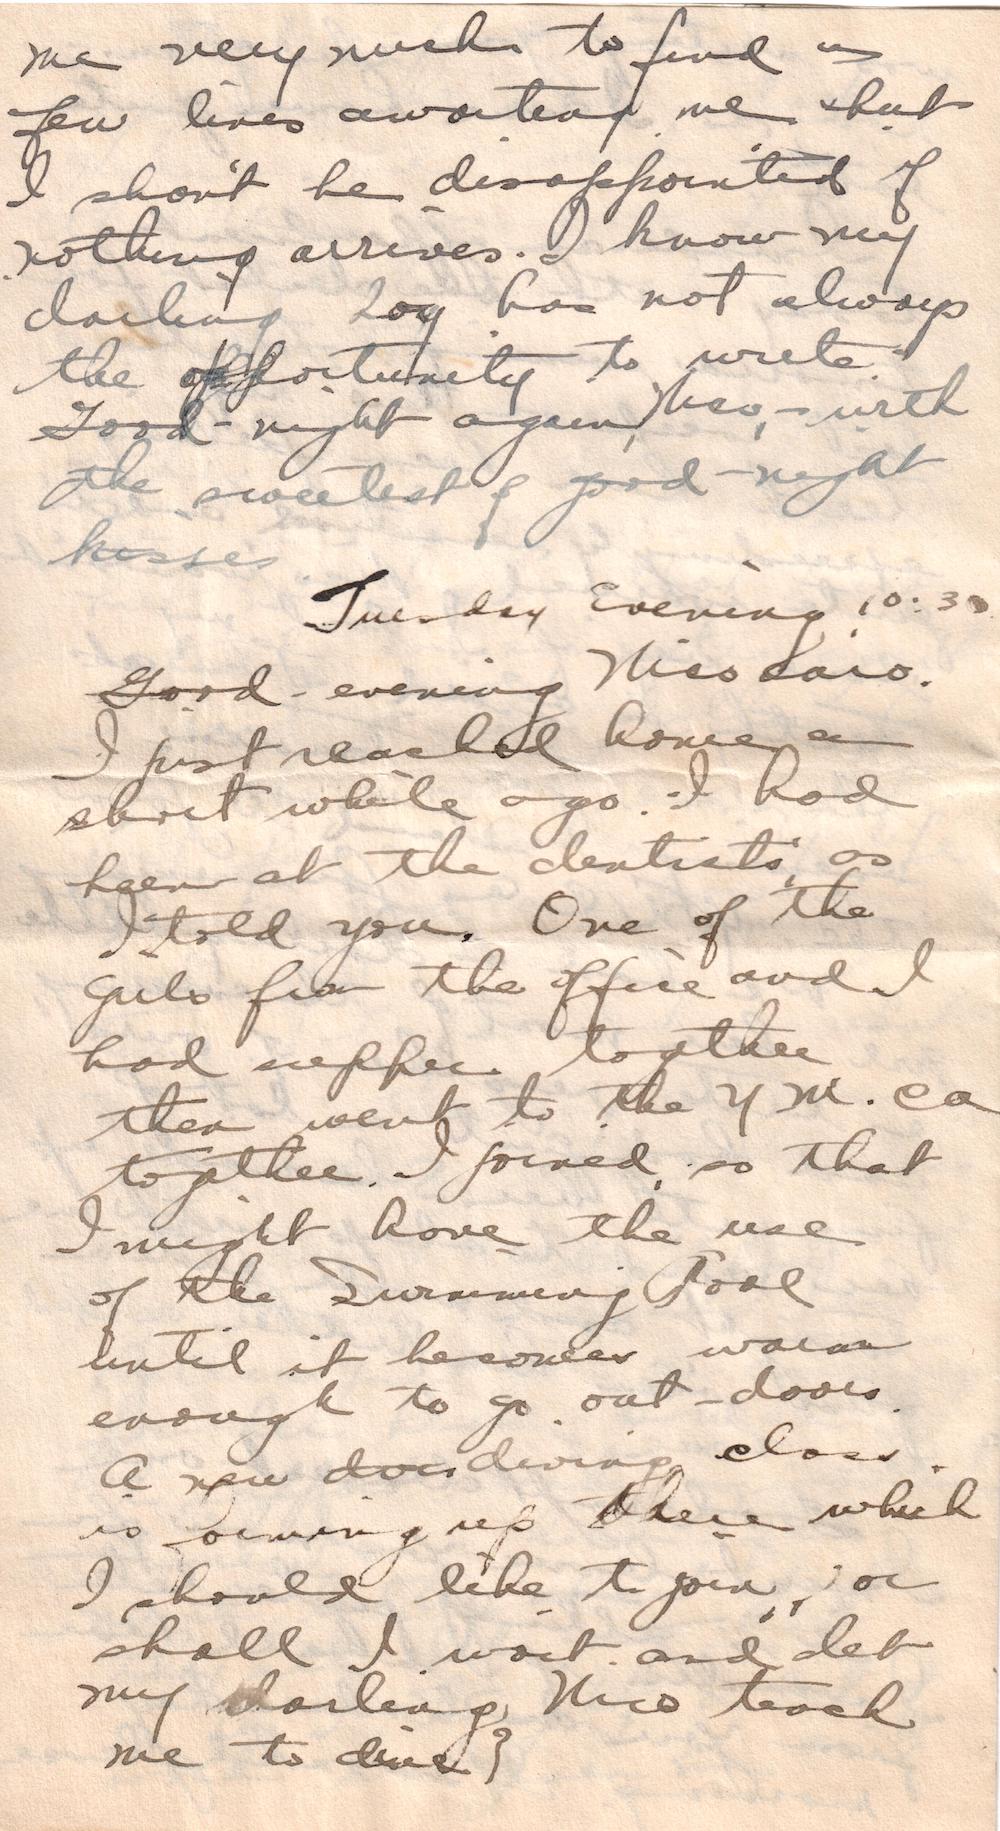 me very much to find a
few lines awaiting me but
I shan't be disappointed if
nothing arrives. I know my
darling boy has not always
the opportunity to write.
Good-night again, Nico, - with
the sweetest of good-night
kisses
Tuesday Evening 10:30
Good-evening Nico Caro.
I just reached home a
short while ago. I had
been at the dentists', as
I told you. One of the
girls from the office and I
had supper together
then went to the Y M. C a
together. I joined, so that
I might have the use
of the Swimming Pool
until it becomes warm
enough to go out-doors.
A new diving class
is forming up there which
I should like to join, or
shall I wait and let
my darling Nico teach
me to dive?